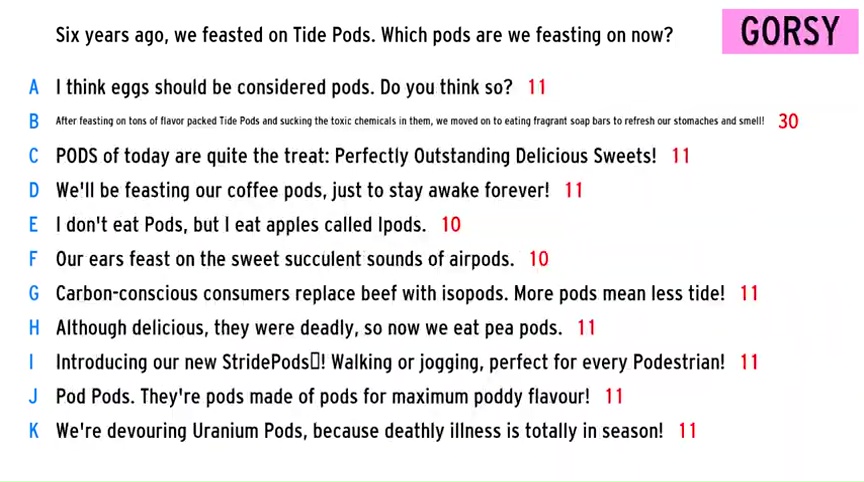 Six years ago, we feasted on Tide Pods. Which pods are we feasting on now?
GORSY
A I think eggs should be considered pods. Do you think so? 11
B After feasting on tons of flavor packed Tide Pods and sucking the toxic chemicals in them, we moved on to eating fragrant soap bars to refresh our stomaches and smell! 30
C PODS of today are quite the treat: Perfectly Outstanding Delicious Sweets! 11
D We'll be feasting our coffee pods, just to stay awake forever! 11
E I don't eat Pods, but I eat apples called Ipods. 10
F Our ears feast on the sweet succulent sounds of airpods. 10
G Carbon-conscious consumers replace beef with isopods. More pods mean less tide! 11
H Although delicious, they were deadly, so now we eat pea pods. 11
I Introducing our new StridePods▯! Walking or jogging, perfect for every Podestrian! 11
J Pod Pods. They're pods made of pods for maximum poddy flavour! 11
K We're devouring Uranium Pods, because deathly illness is totally in season! 11